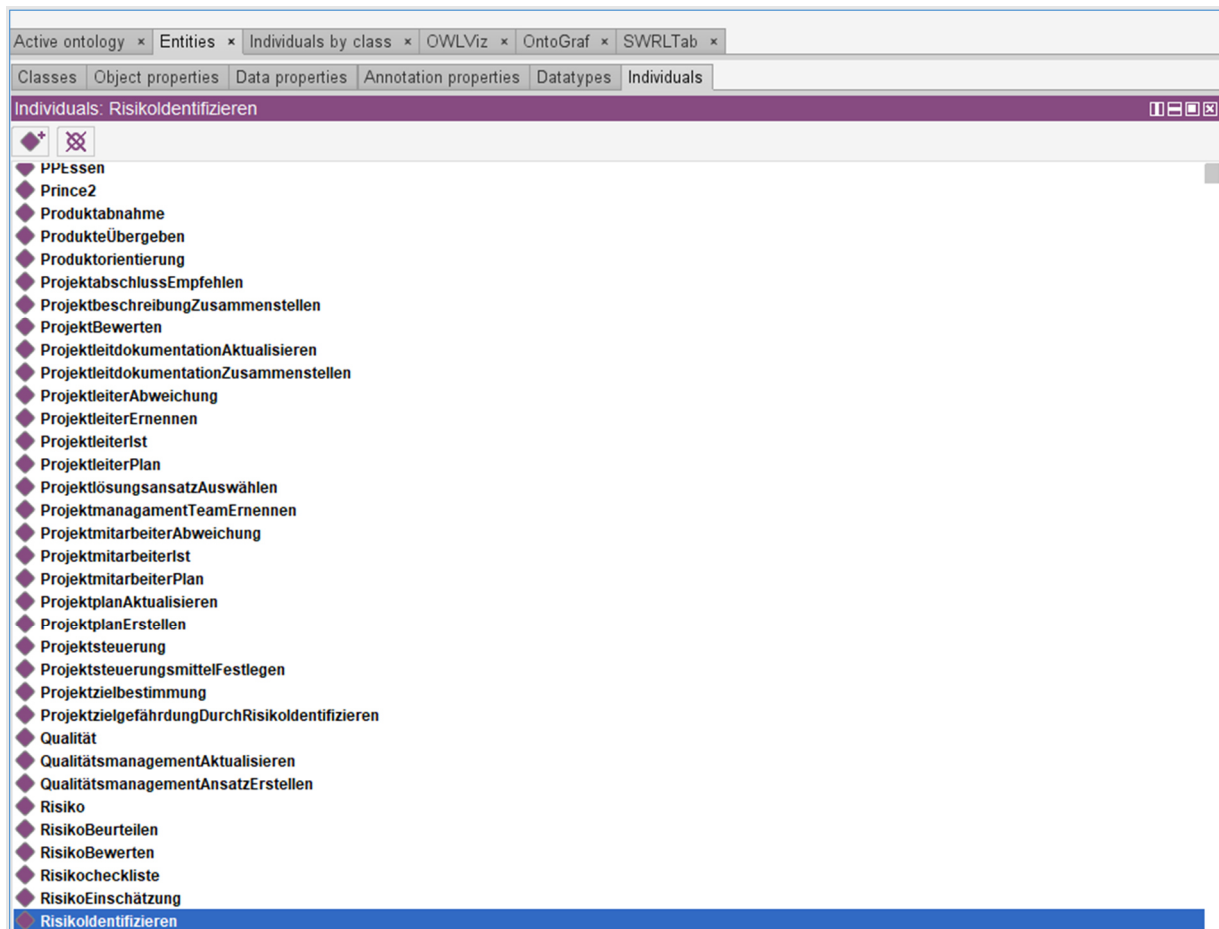 Active ontology × Entities × Individuals by class × OWLViz × OntoGraf × SWRLTab ×
Classes Object properties Data properties Annotation properties Datatypes Individuals
Individuals: RisikoIdentifizieren
PPEssen
Prince2
Produktabnahme
ProdukteÜbergeben
Produktorientierung
ProjektabschlussEmpfehlen
ProjektbeschreibungZusammenstellen
ProjektBewerten
ProjektleitdokumentationAktualisieren
ProjektleitdokumentationZusammenstellen
ProjektleiterAbweichung
ProjektleiterErnennen
ProjektleiterIst
ProjektleiterPlan
ProjektlösungsansatzAuswählen
ProjektmanagamentTeamErnennen
ProjektmitarbeiterAbweichung
ProjektmitarbeiterIst
ProjektmitarbeiterPlan
ProjektplanAktualisieren
ProjektplanErstellen
Projektsteuerung
ProjektsteuerungsmittelFestlegen
Projektzielbestimmung
ProjektzielgefährdungDurchRisikoIdentifizieren
Qualität
QualitätsmanagementAktualisieren
QualitätsmanagementAnsatzErstellen
Risiko
RisikoBeurteilen
RisikoBewerten
Risikocheckliste
RisikoEinschätzung
RisikoIdentifizieren